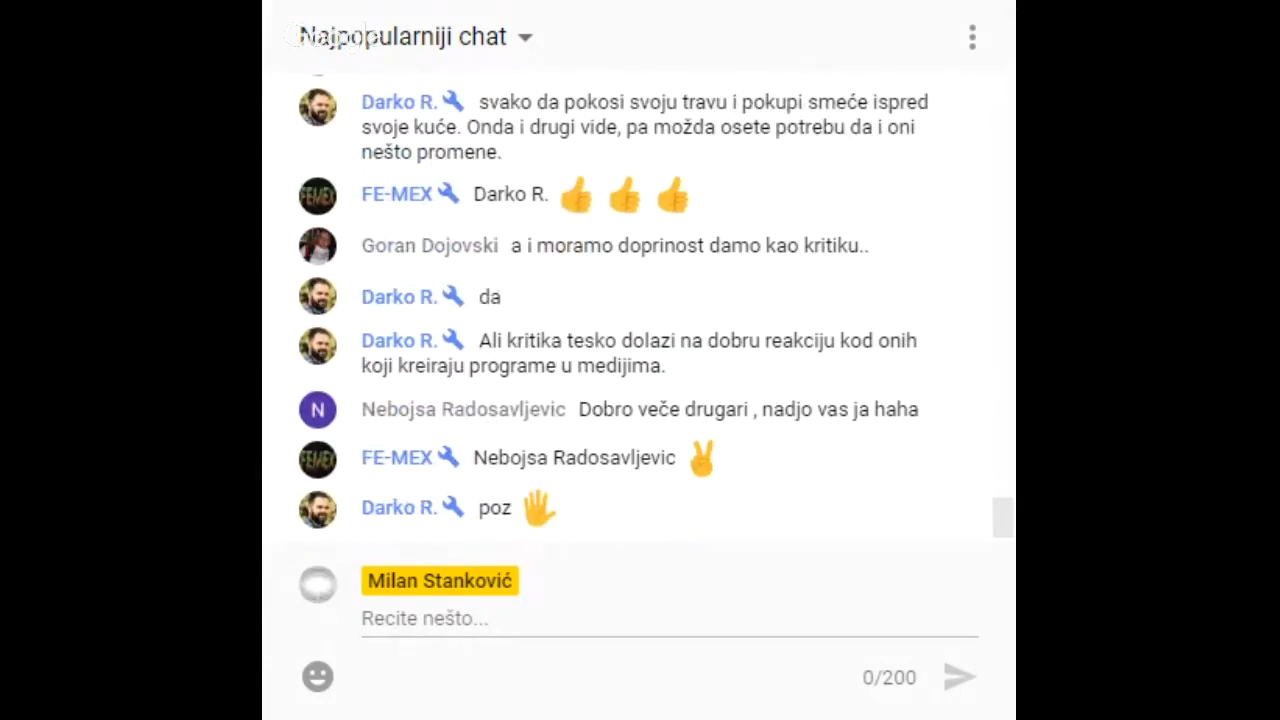 Najpopularniji chat
Darko R. svako da pokosi svoju travu i pokupi smeće ispred
svoje kuće. Onda i drugi vide, pa možda osete potrebu da i oni
nešto promene.
FE-MEX Darko R.
Goran Dojovski a i moramo doprinost damo kao kritiku..
Darko R. da
Darko R. Ali kritika tesko dolazi na dobru reakciju kod onih
koji kreiraju programe u medijima.
N Nebojsa Radosavljevic Dobro veče drugari , nadjo vas ja haha
FE-MEX Nebojsa Radosavljevic
Darko R. poz
Milan Stanković
Recite nešto...
0/200